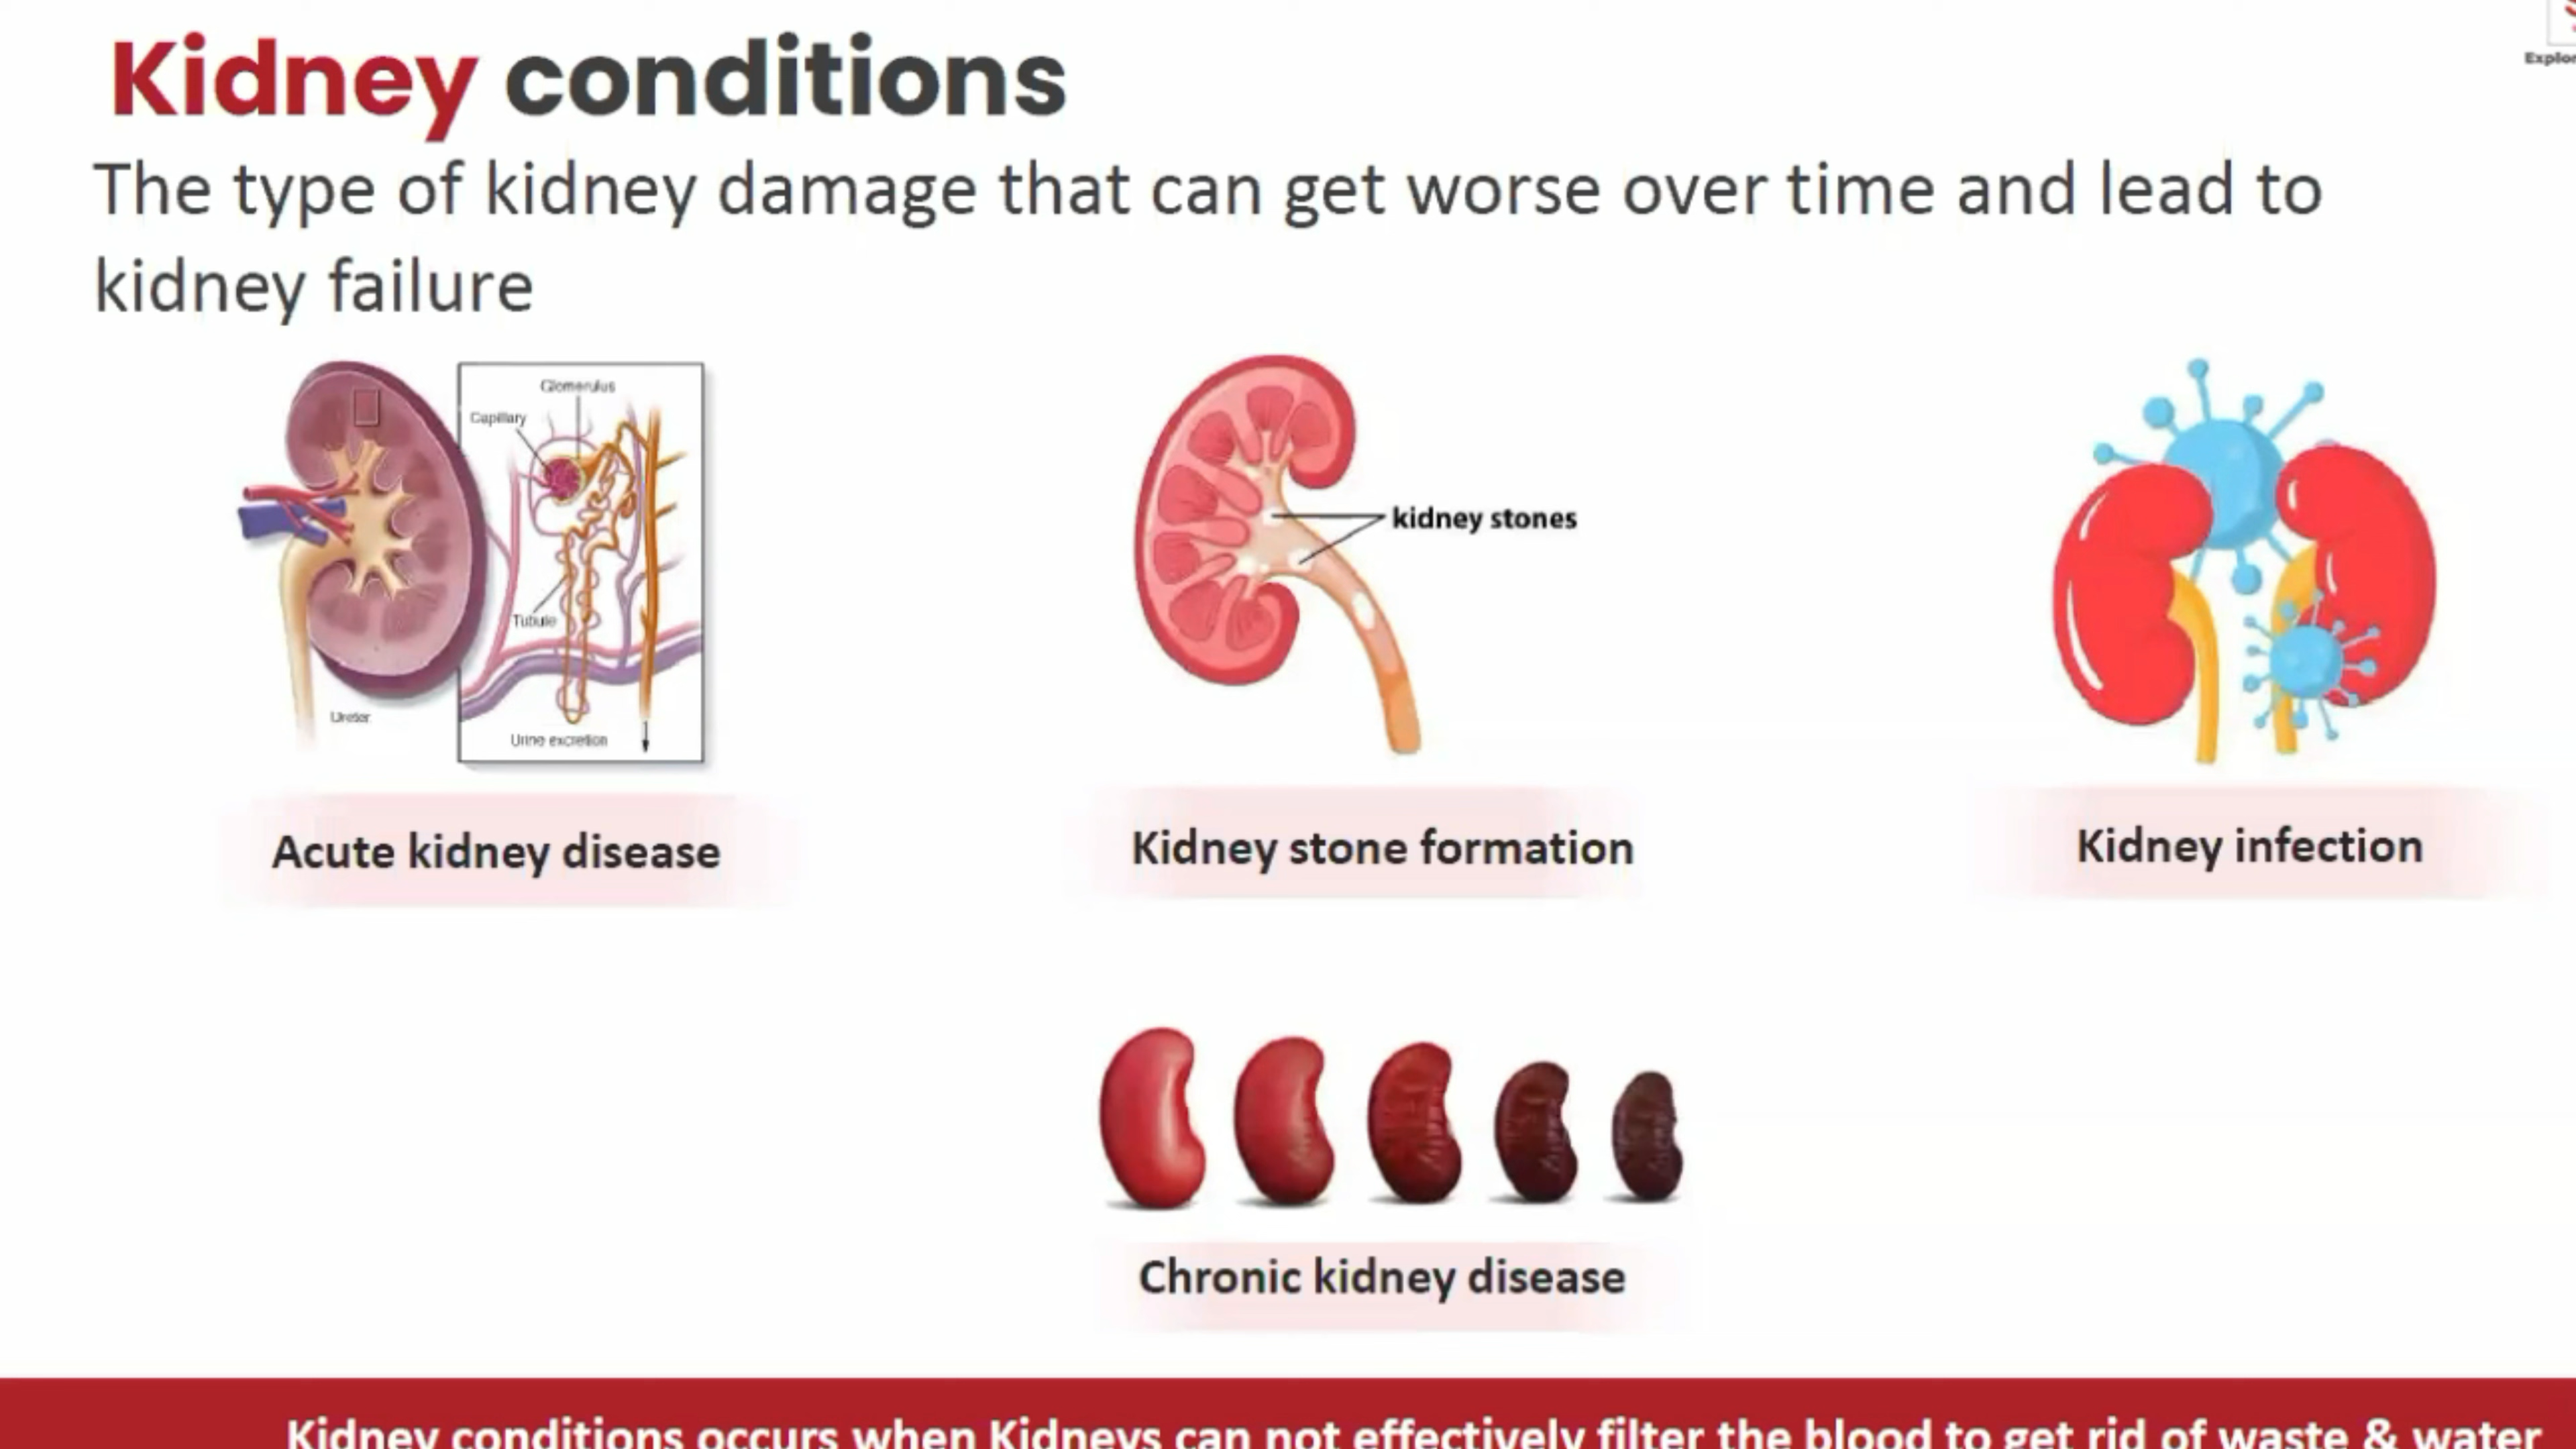 Kidney conditions
The type of kidney damage that can get worse over time and lead to
kidney failure
Glomerulus
Capillary
Tubule
Ureter
Urine excretion
kidney stones
Acute kidney disease
Kidney stone formation
Kidney infection
Chronic kidney disease
Kidney conditions occurs when Kidneys can not effectively filter the blood to get rid of waste & water